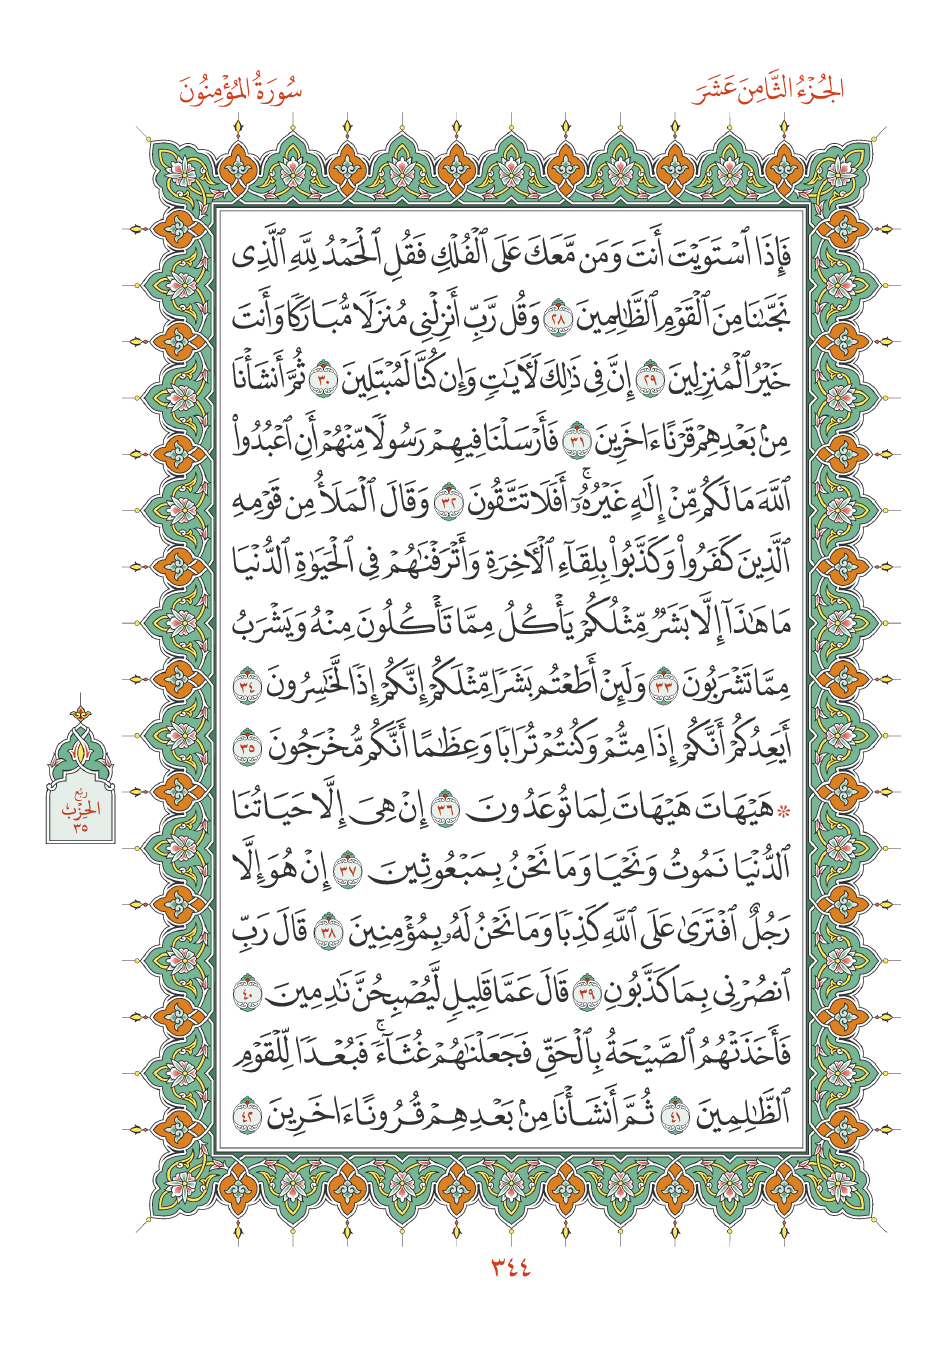 الجُزْءُ الثَّامِنَ عَشَرَ
سُورَةُ المُؤْمِنُونَ
فَإِذَا ٱسْتَوَيْتَ أَنتَ وَمَن مَّعَكَ عَلَى ٱلْفُلْكِ فَقُلِ ٱلْحَمْدُ لِلَّهِ ٱلَّذِى
نَجَّىٰنَا مِنَ ٱلْقَوْمِ ٱلظَّٰلِمِينَ ٢٨ وَقُل رَّبِّ أَنزِلْنِى مُنزَلًا مُّبَارَكًا وَأَنتَ
خَيْرُ ٱلْمُنزِلِينَ ٢٩ إِنَّ فِى ذَٰلِكَ لَـَٔايَـٰتٍ وَإِن كُنَّا لَمُبْتَلِينَ ٣٠ ثُمَّ أَنشَأْنَا
مِنۢ بَعْدِهِمْ قَرْنًا ءَاخَرِينَ ٣١ فَأَرْسَلْنَا فِيهِمْ رَسُولًا مِّنْهُمْ أَنِ ٱعْبُدُوا۟
ٱللَّهَ مَا لَكُم مِّنْ إِلَـٰهٍ غَيْرُهُۥٓ ۚ أَفَلَا تَتَّقُونَ ٣٢ وَقَالَ ٱلْمَلَأُ مِن قَوْمِهِ
ٱلَّذِينَ كَفَرُوا۟ وَكَذَّبُوا۟ بِلِقَآءِ ٱلْـَٔاخِرَةِ وَأَتْرَفْنَـٰهُمْ فِى ٱلْحَيَوٰةِ ٱلدُّنْيَا
مَا هَـٰذَآ إِلَّا بَشَرٌ مِّثْلُكُمْ يَأْكُلُ مِمَّا تَأْكُلُونَ مِنْهُ وَيَشْرَبُ
مِمَّا تَشْرَبُونَ ٣٣ وَلَئِنْ أَطَعْتُم بَشَرًا مِّثْلَكُمْ إِنَّكُمْ إِذًا لَّخَـٰسِرُونَ ٣٤
أَيَعِدُكُمْ أَنَّكُمْ إِذَا مِتُّمْ وَكُنتُمْ تُرَابًا وَعِظَـٰمًا أَنَّكُم مُّخْرَجُونَ ٣٥
۞ هَيْهَاتَ هَيْهَاتَ لِمَا تُوعَدُونَ ٣٦ إِنْ هِىَ إِلَّا حَيَاتُنَا
ٱلدُّنْيَا نَمُوتُ وَنَحْيَا وَمَا نَحْنُ بِمَبْعُوثِينَ ٣٧ إِنْ هُوَ إِلَّا
رَجُلٌ ٱفْتَرَىٰ عَلَى ٱللَّهِ كَذِبًا وَمَا نَحْنُ لَهُۥ بِمُؤْمِنِينَ ٣٨ قَالَ رَبِّ
ٱنصُرْنِى بِمَا كَذَّبُونِ ٣٩ قَالَ عَمَّا قَلِيلٍ لَّيُصْبِحُنَّ نَـٰدِمِينَ ٤٠
فَأَخَذَتْهُمُ ٱلصَّيْحَةُ بِٱلْحَقِّ فَجَعَلْنَـٰهُمْ غُثَآءً ۚ فَبُعْدًا لِّلْقَوْمِ
ٱلظَّـٰلِمِينَ ٤١ ثُمَّ أَنشَأْنَا مِنۢ بَعْدِهِمْ قُرُونًا ءَاخَرِينَ ٤٢
رُبْع
الحِزْبُ
٣٥
٣٤٤